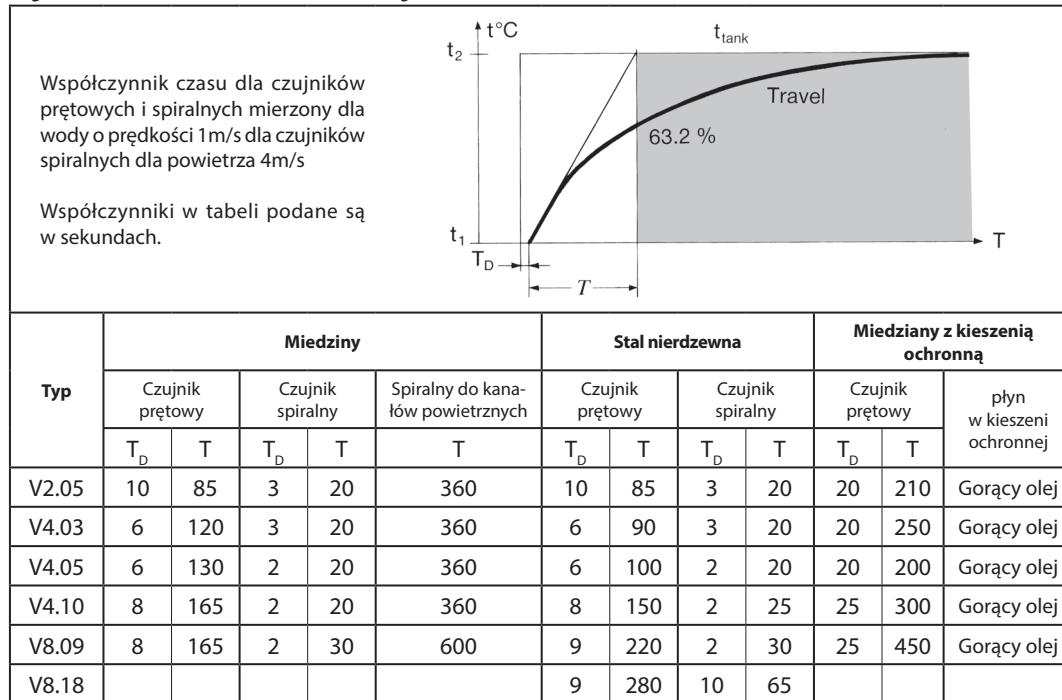 Współczynnik czasu dla czujników
prętowych i spiralnych mierzony dla
wody o prędkości 1m/s dla czujników
spiralnych dla powietrza 4m/s
Współczynniki w tabeli podane są
w sekundach.
t°C
t2
ttank
Travel
63.2 %
t1
T
TD
T
Typ
Miedziny
Stal nierdzewna
Miedziany z kieszenią
ochronną
Czujnik
prętowy
Czujnik
spiralny
Spiralny do kana-
łów powietrznych
Czujnik
prętowy
Czujnik
spiralny
Czujnik
prętowy
płyn
w kieszeni
ochronnej
TD T TD T T TD T TD T TD T
V2.05 10 85 3 20 360 10 85 3 20 20 210 Gorący olej
V4.03 6 120 3 20 360 6 90 3 20 20 250 Gorący olej
V4.05 6 130 2 20 360 6 100 2 20 20 200 Gorący olej
V4.10 8 165 2 20 360 8 150 2 25 25 300 Gorący olej
V8.09 8 165 2 30 600 9 220 2 30 25 450 Gorący olej
V8.18 9 280 10 65